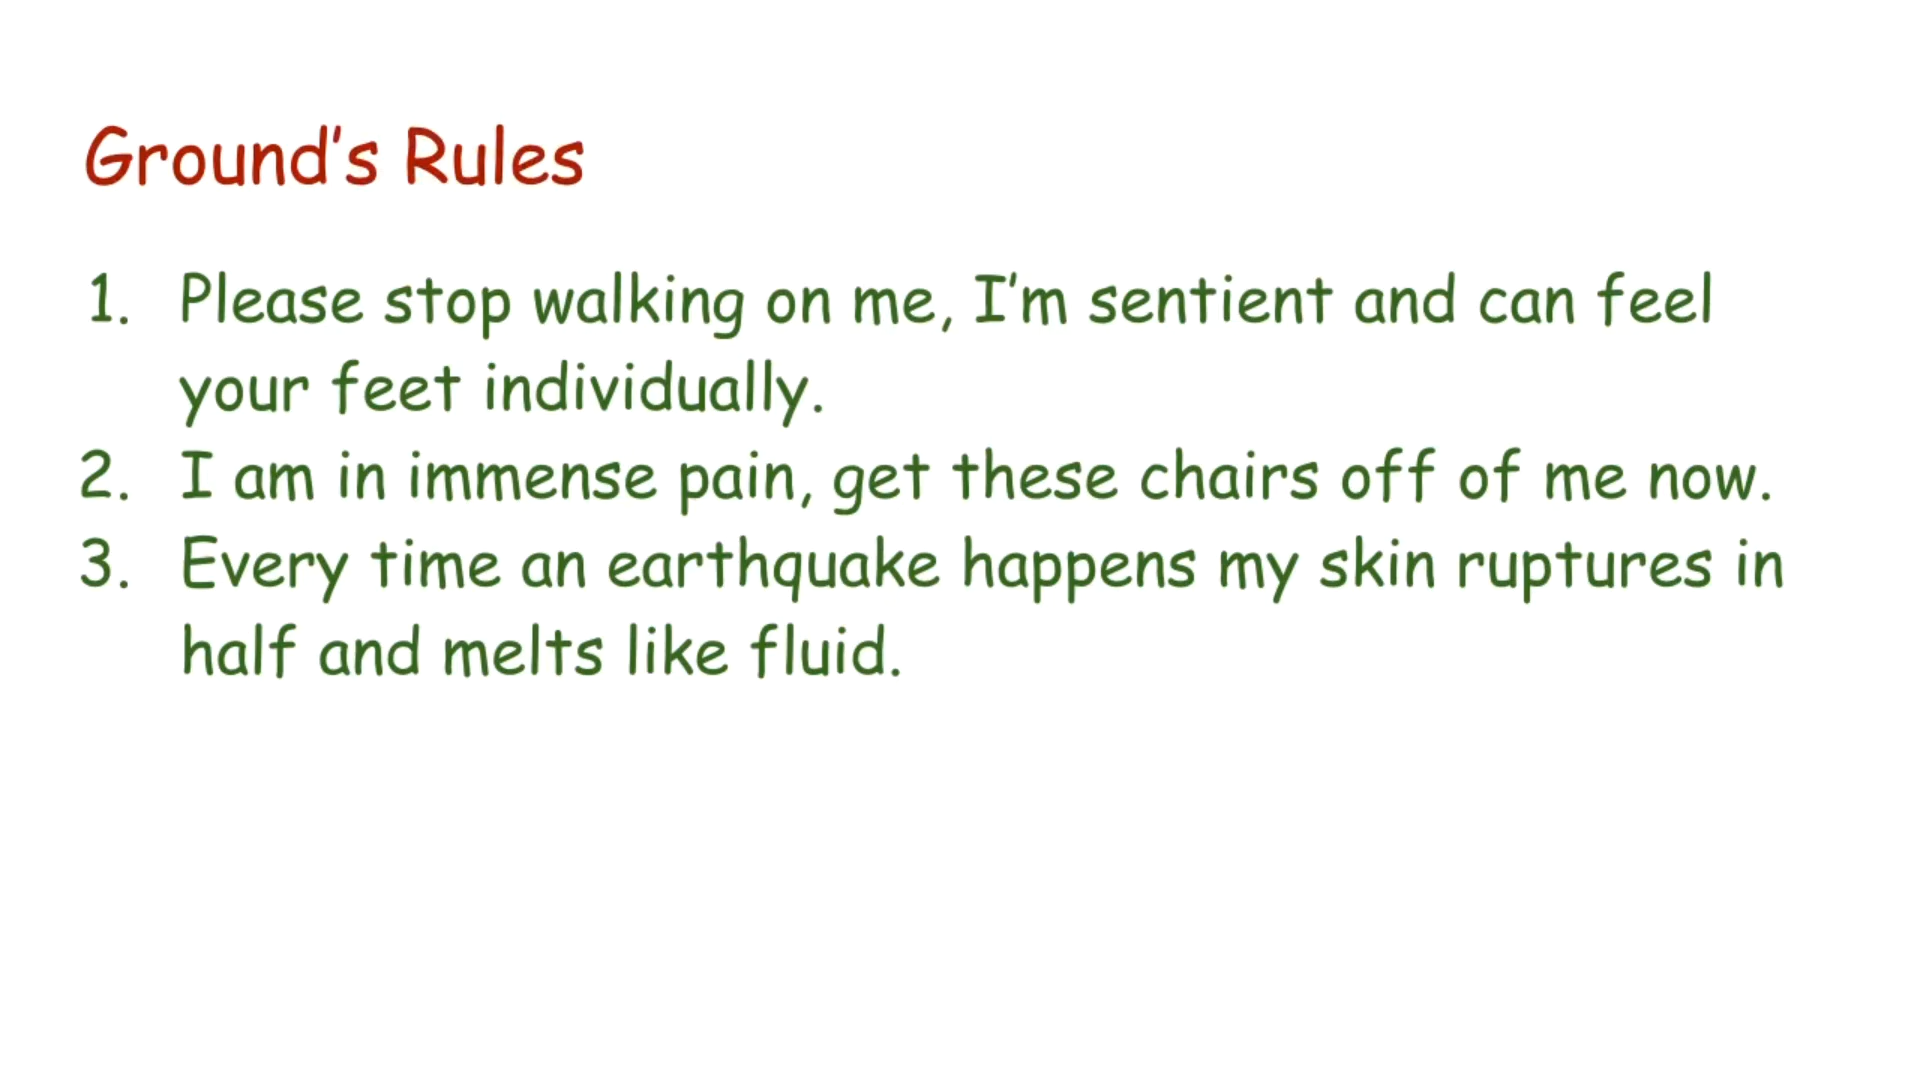 Ground's Rules
1. Please stop walking on me, I'm sentient and can feel
your feet individually.
2. I am in immense pain, get these chairs off of me now.
3. Every time an earthquake happens my skin ruptures in
half and melts like fluid.